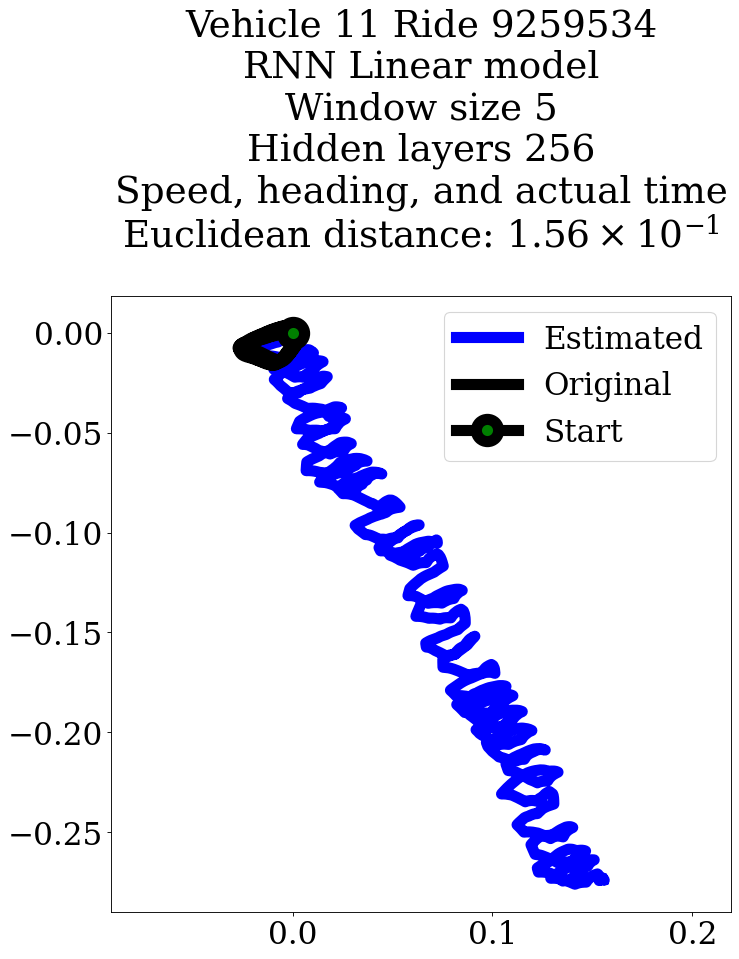 Vehicle 11 Ride 9259534
RNN Linear model
Window size 5
Hidden layers 256
Speed, heading, and actual time
Euclidean distance: 1.56 × 10⁻¹
Estimated
Original
Start
0.00
−0.05
−0.10
−0.15
−0.20
−0.25
0.0 0.1 0.2